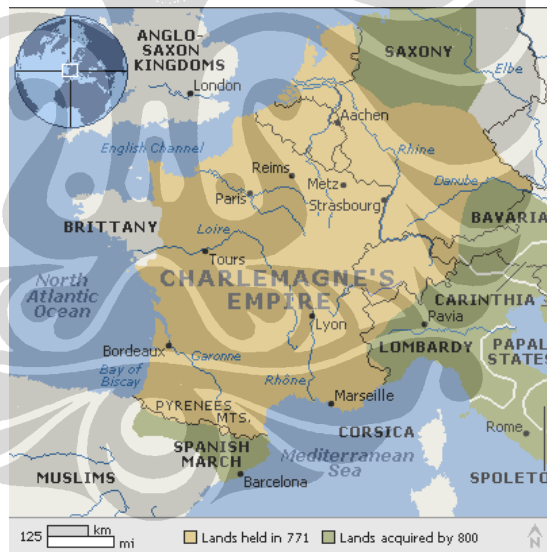 ANGLO-
SAXON
KINGDOMS
SAXONY
Elbe
London
Aachen
English Channel
Rhine
Reims
Metz
Danube
Paris
Strasbourg
BAVARIA
BRITTANY
Loire
Tours
North
Atlantic
Ocean
CHARLEMAGNE'S
EMPIRE
CARINTHIA
Lyon
Pavia
LOMBARDY
PAPAL
STATES
Bordeaux
Garonne
Bay of
Biscay
Rhône
Marseille
PYRENEES
MTS.
CORSICA
Rome
SPANISH
MARCH
Mediterranean
Sea
MUSLIMS
Barcelona
SPOLETO
125 km
mi
Lands held in 771
Lands acquired by 800
N